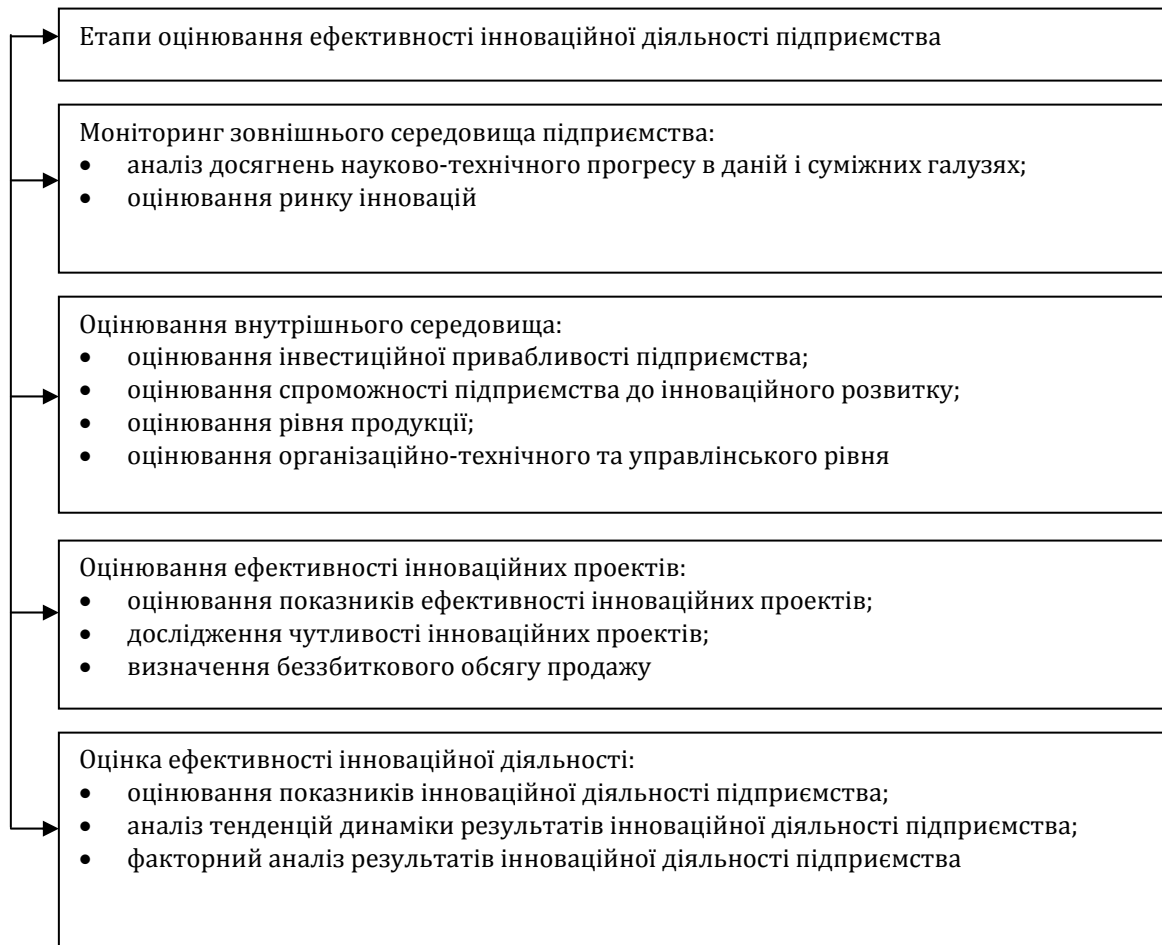 Етапи оцінювання ефективності інноваційної діяльності підприємства
Моніторинг зовнішнього середовища підприємства:
• аналіз досягнень науково-технічного прогресу в даній і суміжних галузях;
• оцінювання ринку інновацій
Оцінювання внутрішнього середовища:
• оцінювання інвестиційної привабливості підприємства;
• оцінювання спроможності підприємства до інноваційного розвитку;
• оцінювання рівня продукції;
• оцінювання організаційно-технічного та управлінського рівня
Оцінювання ефективності інноваційних проектів:
• оцінювання показників ефективності інноваційних проектів;
• дослідження чутливості інноваційних проектів;
• визначення беззбиткового обсягу продажу
Оцінка ефективності інноваційної діяльності:
• оцінювання показників інноваційної діяльності підприємства;
• аналіз тенденцій динаміки результатів інноваційної діяльності підприємства;
• факторний аналіз результатів інноваційної діяльності підприємства